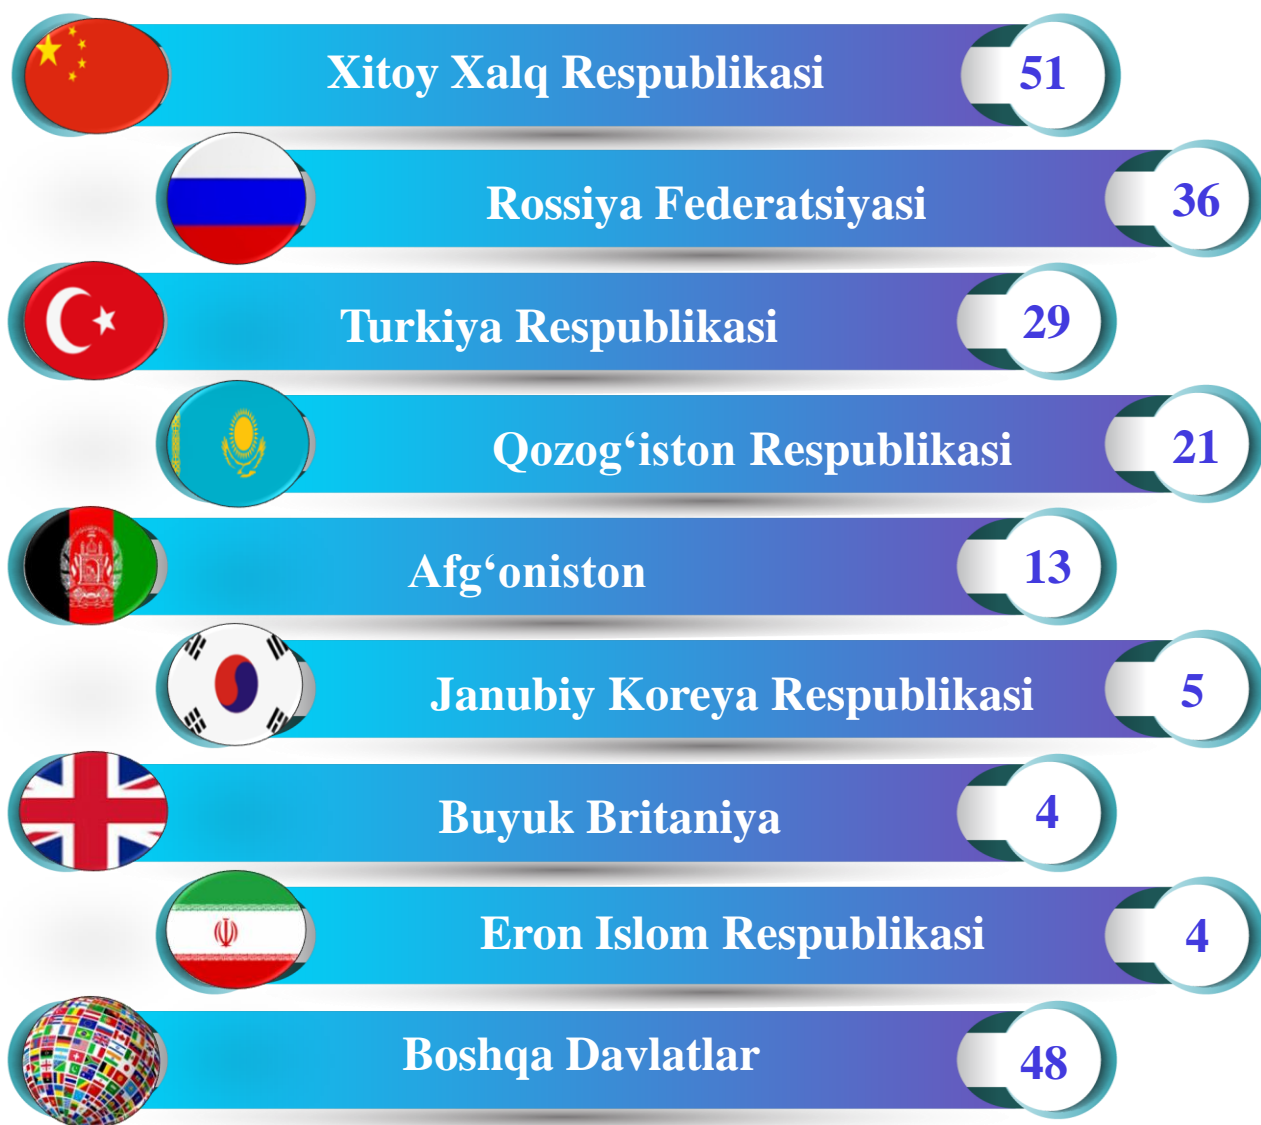 Xitoy Xalq Respublikasi 51
Rossiya Federatsiyasi 36
Turkiya Respublikasi 29
Qozog‘iston Respublikasi 21
Afg‘oniston 13
Janubiy Koreya Respublikasi 5
Buyuk Britaniya 4
Eron Islom Respublikasi 4
Boshqa Davlatlar 48